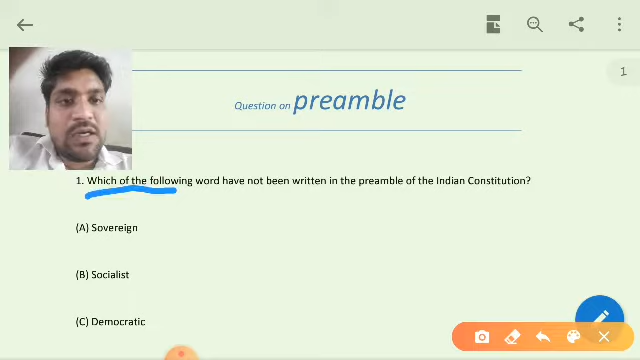 1
Question on preamble
1. Which of the following word have not been written in the preamble of the Indian Constitution?
(A) Sovereign
(B) Socialist
(C) Democratic